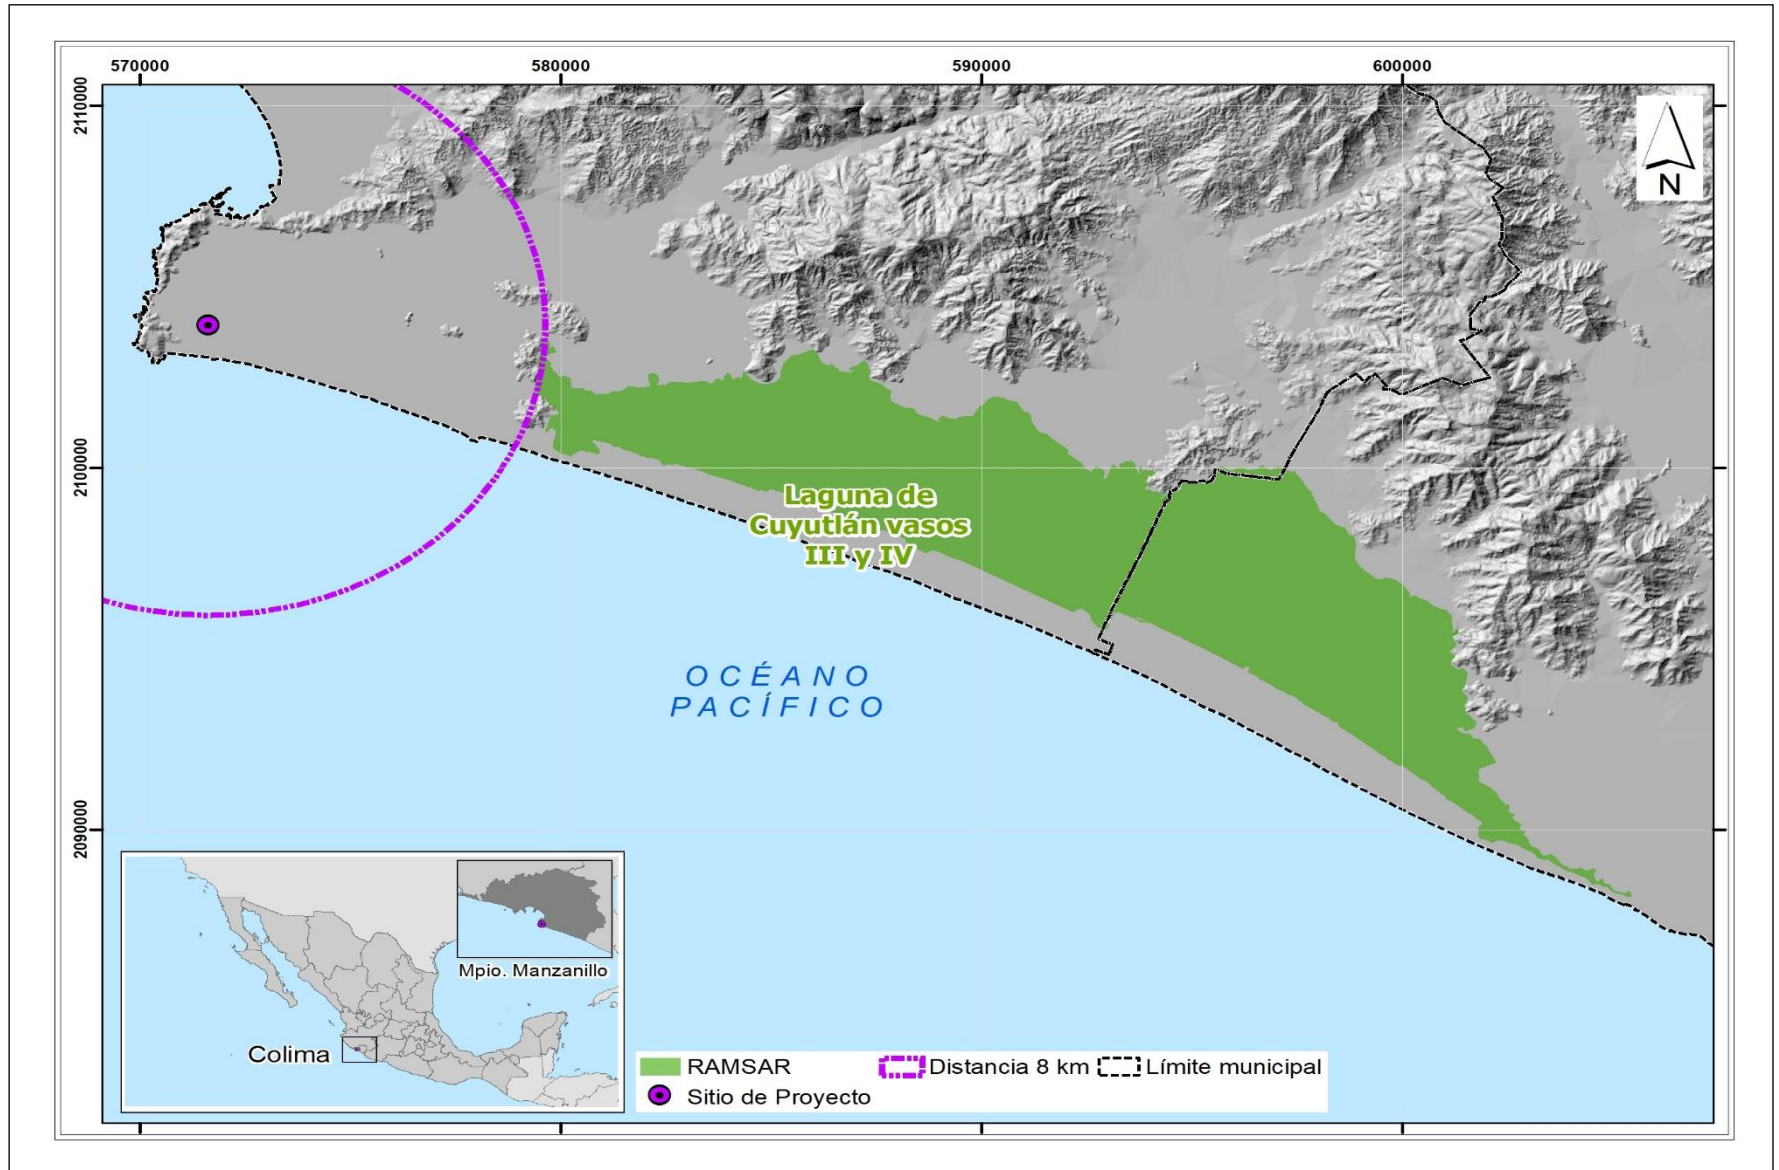 570000
580000
590000
600000
2110000
2100000
2090000
N
Laguna de
Cuyutlán vasos
III y IV
OCÉANO
PACÍFICO
Mpio. Manzanillo
Colima
RAMSAR
Distancia 8 km
Límite municipal
Sitio de Proyecto